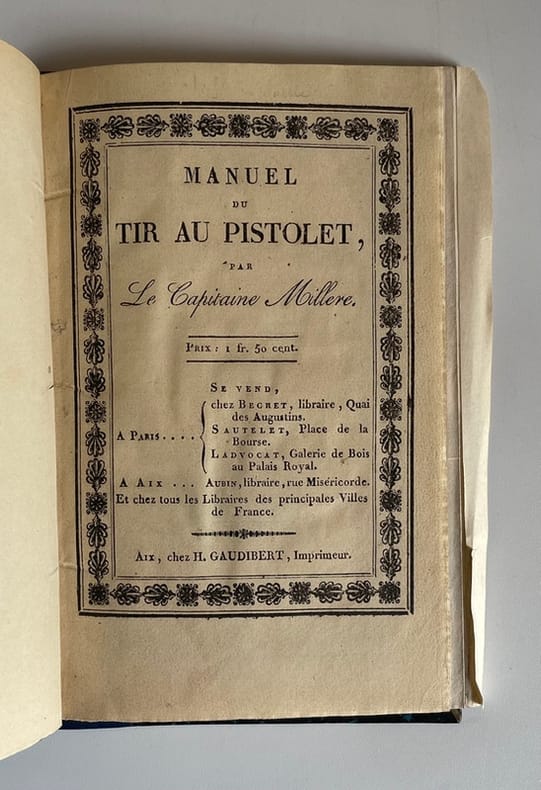 MANUEL
DU
TIR AU PISTOLET,
PAR
Le Capitaine Millere.
PRIX : 1 fr. 50 cent.
SE VEND,
A PARIS.... chez BEGRET, libraire, Quai
des Augustins.
SAUTELET, Place de la
Bourse.
LADVOCAT, Galerie de Bois
au Palais Royal.
A AIX ... AUBIN, libraire, rue Miséricorde.
Et chez tous les Libraires des principales Villes
de France.
AIX, chez H. GAUDIBERT, Imprimeur.